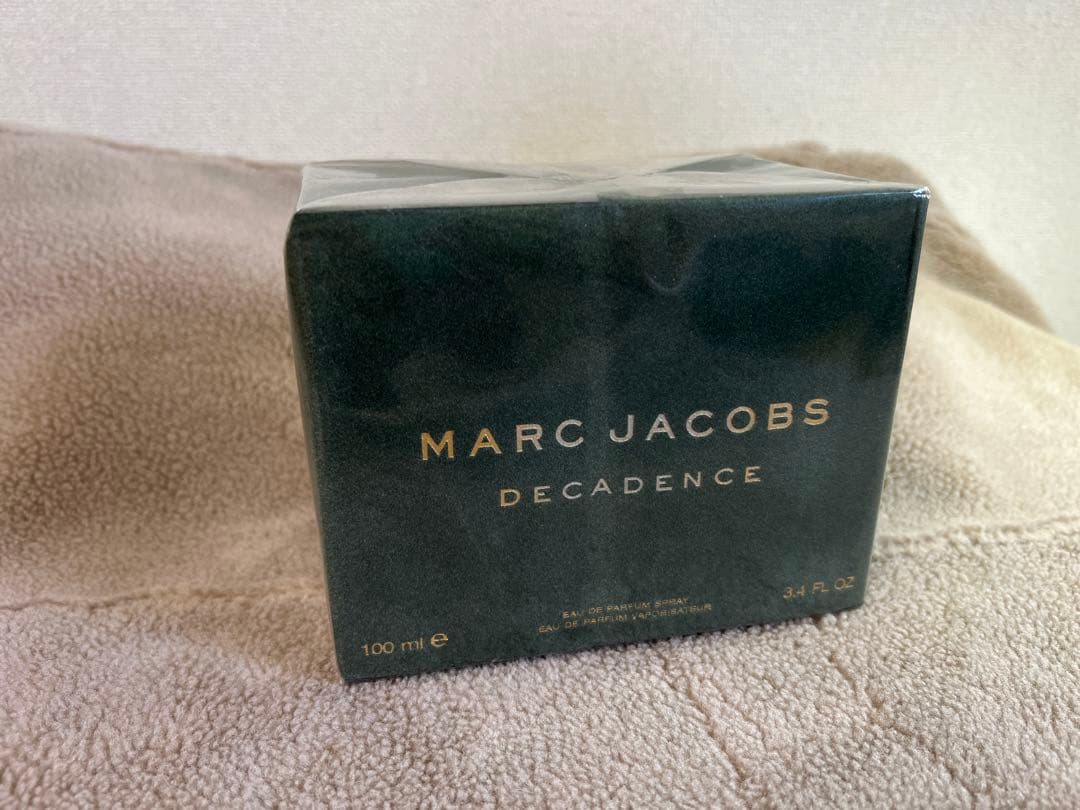 MARC JACOBS
DECADENCE
EAU DE PARFUM SPRAY
EAU DE PARFUM VAPORISATEUR
100 ml ℮
3.4 FL OZ